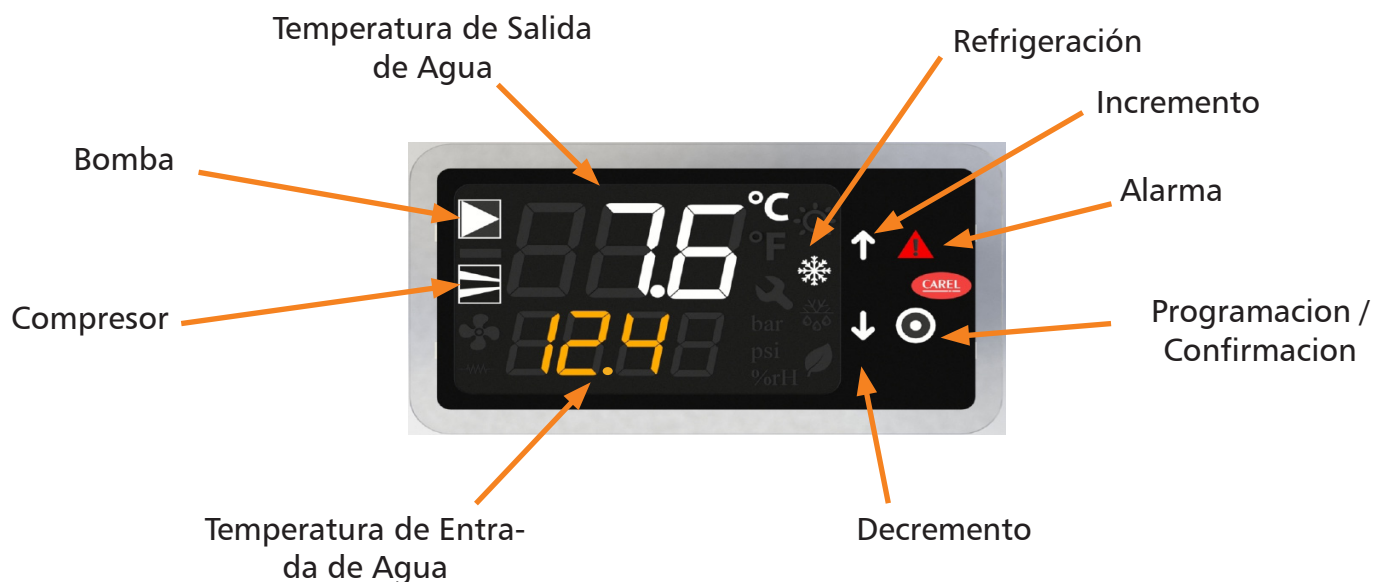 Temperatura de Salida
de Agua
Refrigeración
Incremento
Bomba
Alarma
7.6 °C
°F
CAREL
Compresor
Programacion /
Confirmacion
12.4
bar
psi
%rH
Temperatura de Entra-
da de Agua
Decremento